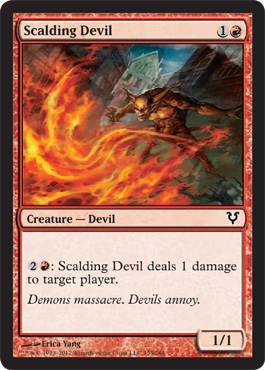 Scalding Devil 1
Creature — Devil
2 : Scalding Devil deals 1 damage
to target player.
Demons massacre. Devils annoy.
Erica Yang
1/1